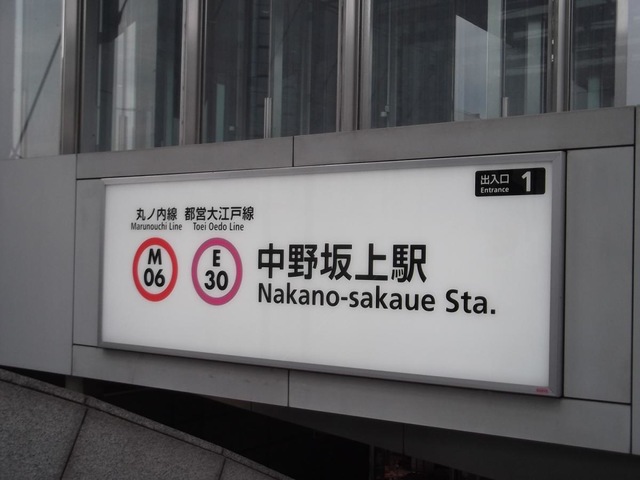 出入口 1
Entrance
丸ノ内線 都営大江戸線
Marunouchi Line Toei Oedo Line
M 06
E 30
中野坂上駅
Nakano-sakaue Sta.